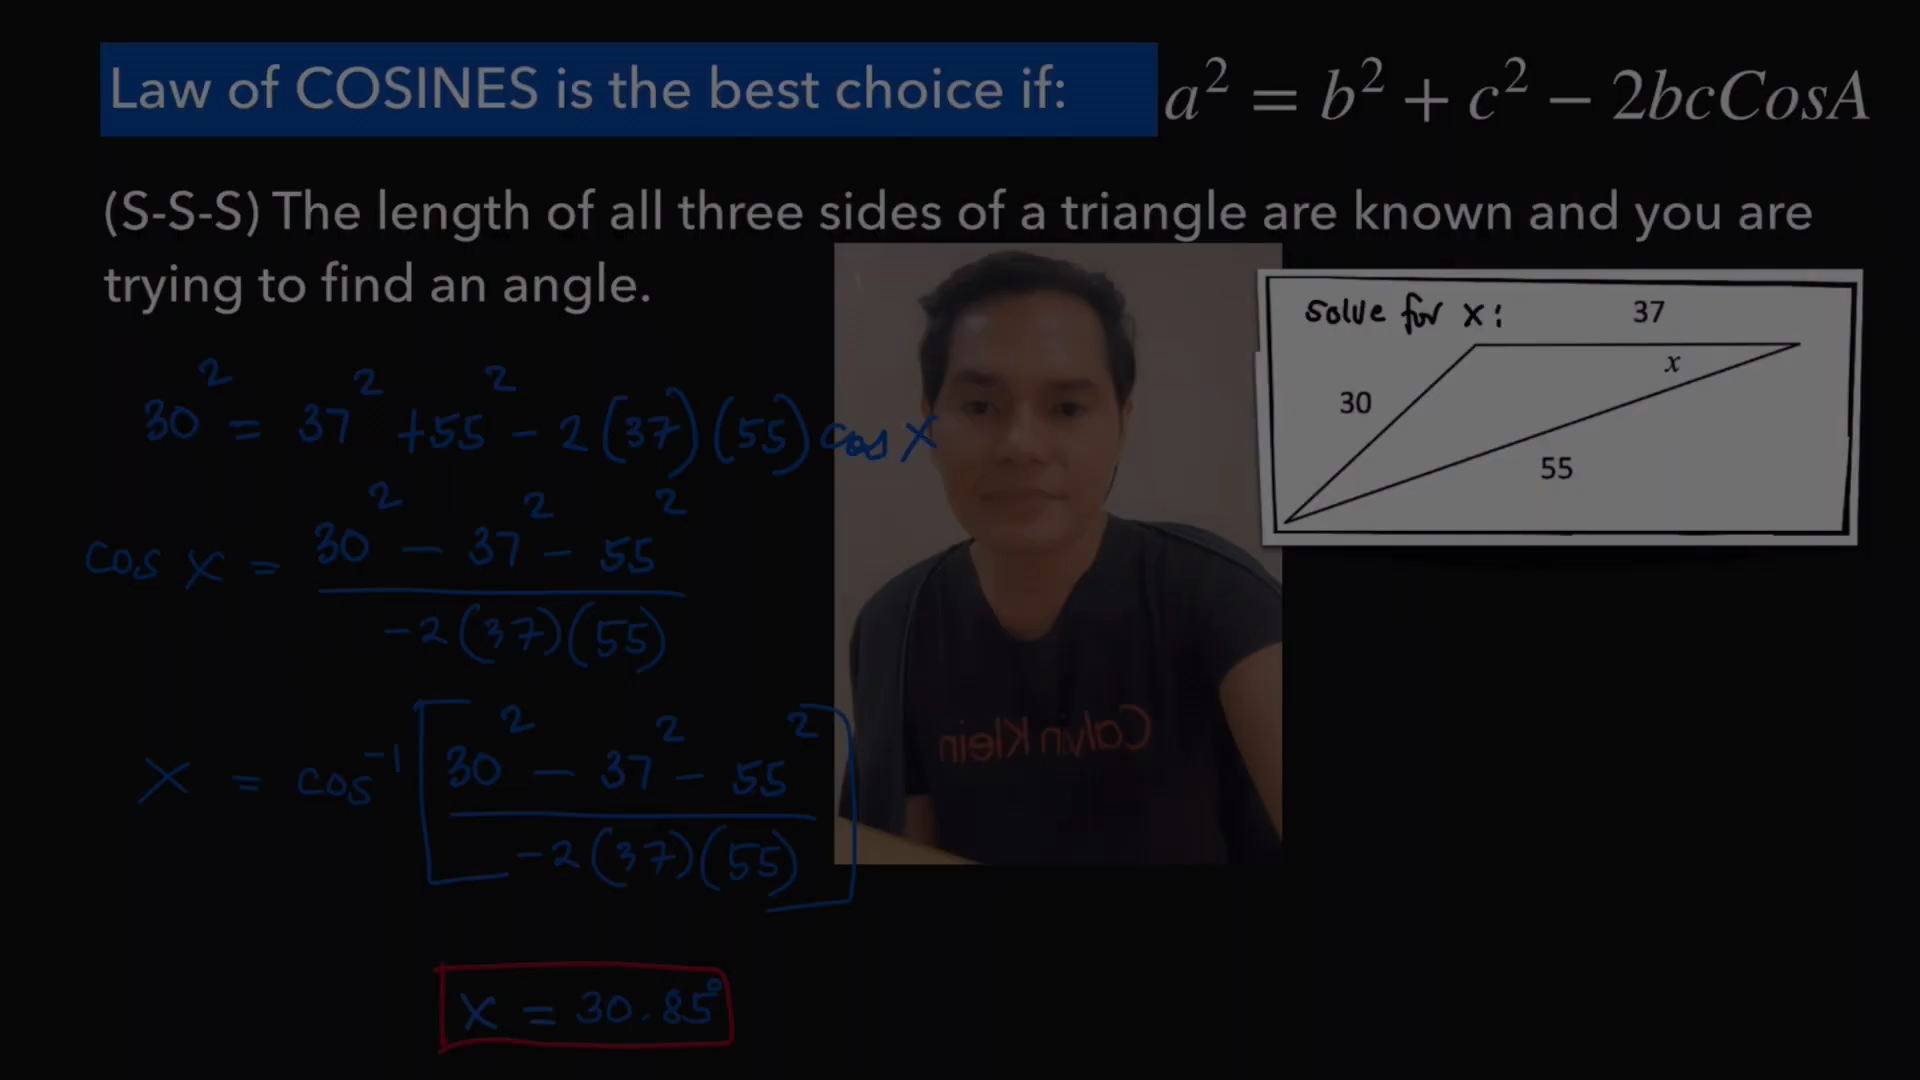 Law of COSINES is the best choice if:
a² = b² + c² − 2bcCosA
(S-S-S) The length of all three sides of a triangle are known and you are
trying to find an angle.
solve for x:
37
x
30
55
30² = 37² + 55² − 2(37)(55) cos X
cos X = 30² − 37² − 55²
−2(37)(55)
X = cos⁻¹ [30² − 37² − 55²
−2(37)(55)]
X = 30.85°
Calvin Klein